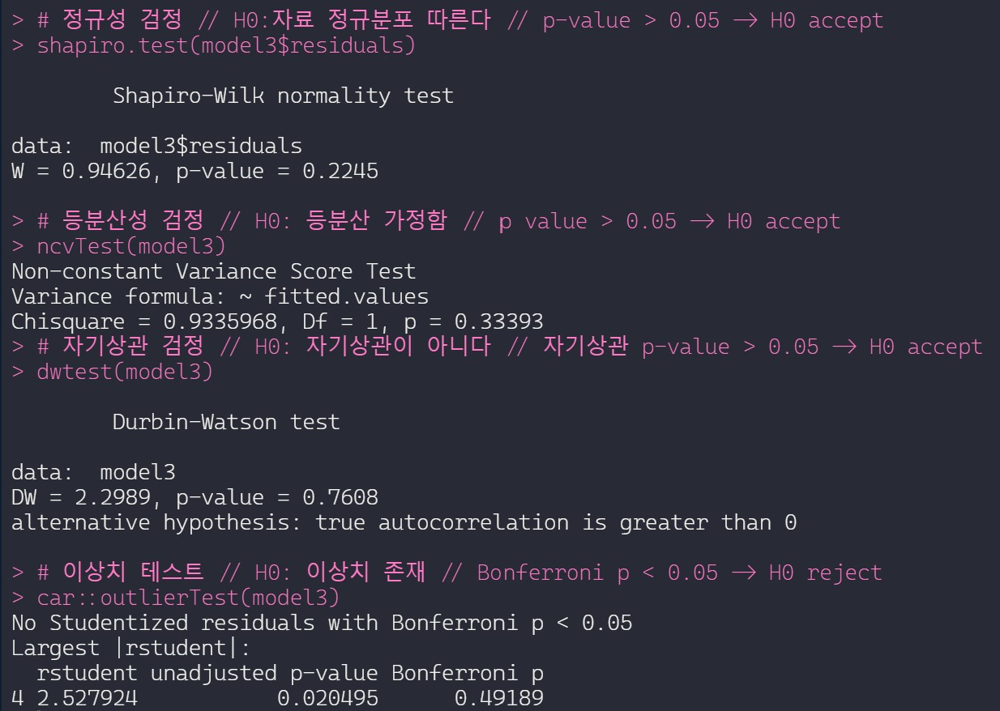 > # 정규성 검정 // H0:자료 정규분포 따른다 // p-value > 0.05 -> H0 accept
> shapiro.test(model3$residuals)
Shapiro-Wilk normality test
data:  model3$residuals
W = 0.94626, p-value = 0.2245
> # 등분산성 검정 // H0: 등분산 가정함 // p value > 0.05 -> H0 accept
> ncvTest(model3)
Non-constant Variance Score Test
Variance formula: ~ fitted.values
Chisquare = 0.9335968, Df = 1, p = 0.33393
> # 자기상관 검정 // H0: 자기상관이 아니다 // 자기상관 p-value > 0.05 -> H0 accept
> dwtest(model3)
Durbin-Watson test
data:  model3
DW = 2.2989, p-value = 0.7608
alternative hypothesis: true autocorrelation is greater than 0
> # 이상치 테스트 // H0: 이상치 존재 // Bonferroni p < 0.05 -> H0 reject
> car::outlierTest(model3)
No Studentized residuals with Bonferroni p < 0.05
Largest |rstudent|:
rstudent unadjusted p-value Bonferroni p
4 2.527924 0.020495 0.49189